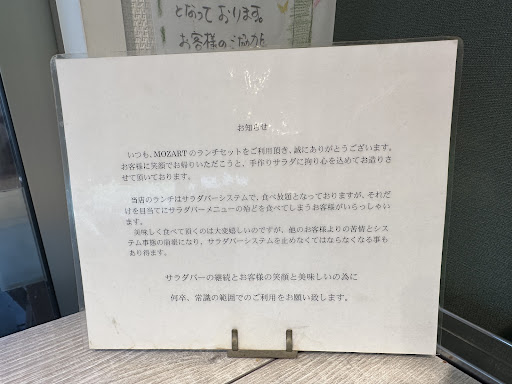 となっております。
お客様のご協力を
お知らせ
いつも、MOZARTのランチセットをご利用頂き、誠にありがとうございます。
お客様に笑顔でお帰りいただこうと、手作りサラダに拘り心を込めてお造りさ
せて頂いております。
当店のランチはサラダバーシステムで、食べ放題となっておりますが、それだ
けを目当てにサラダバーメニューの殆どを食べてしまうお客様がいらっしゃい
ます。
美味しく食べて頂くのは大変嬉しいのですが、他のお客様よりの苦情とシス
テム事態の崩壊になり、サラダバーシステムを止めなくてはならなくなる事も
あり得ます。
サラダバーの継続とお客様の笑顔と美味しいの為に
何卒、常識の範囲でのご利用をお願い致します。